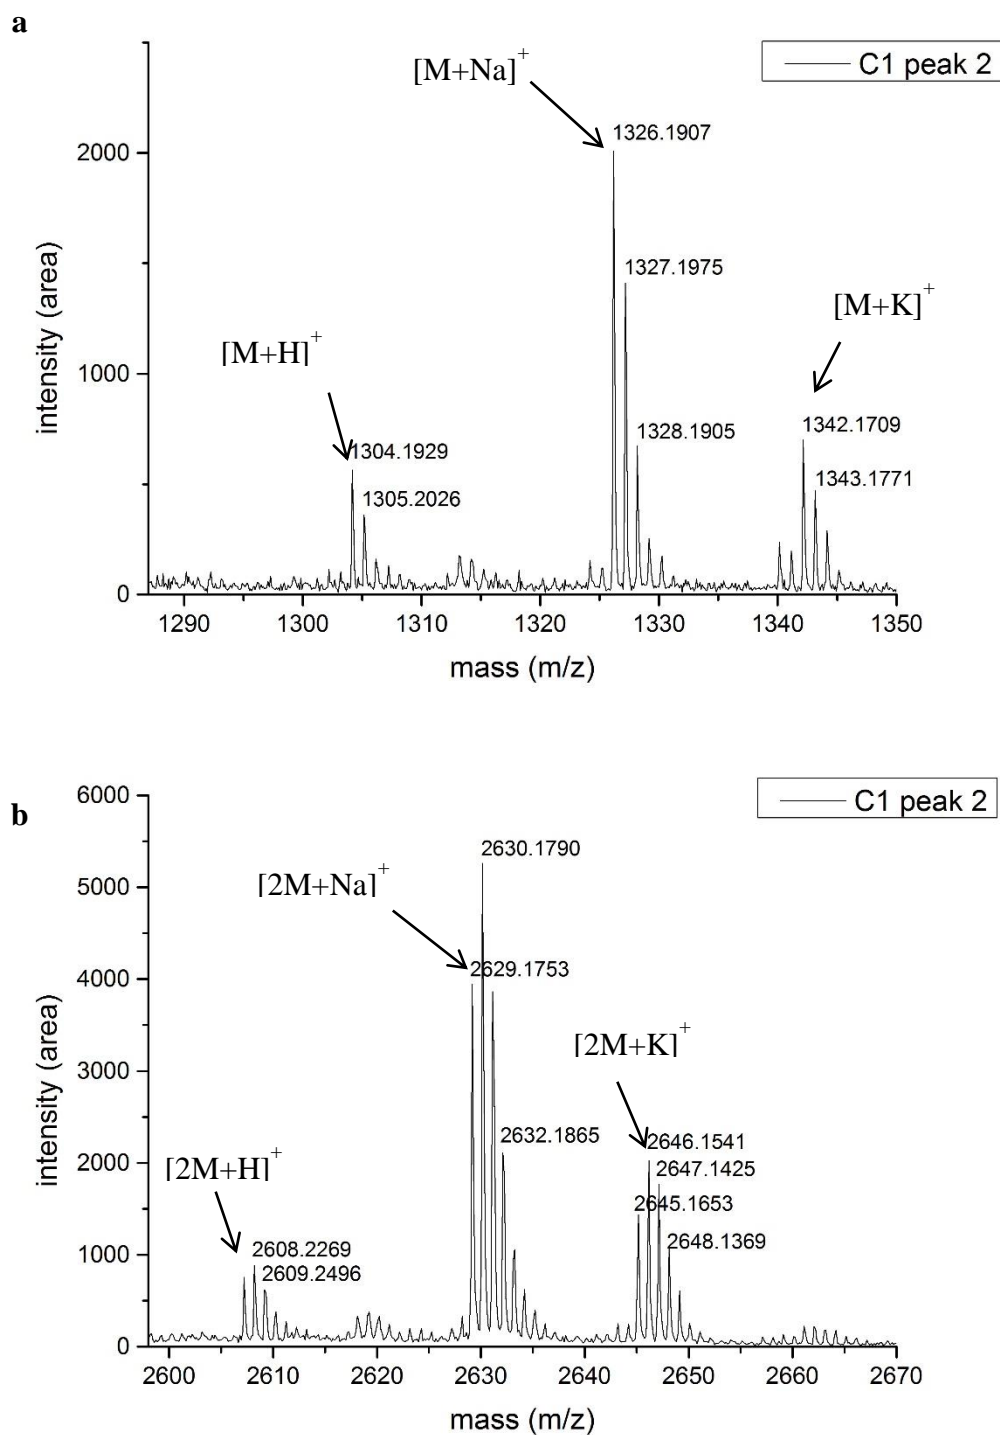 a
C1 peak 2
[M+Na]+
1326.1907
1327.1975
1328.1905
[M+K]+
1342.1709
1343.1771
[M+H]+
1304.1929
1305.2026
2000
1000
0
intensity (area)
1290 1300 1310 1320 1330 1340 1350
mass (m/z)
b
C1 peak 2
[2M+Na]+
2630.1790
2629.1753
2632.1865
[2M+K]+
2646.1541
2647.1425
2645.1653
2648.1369
[2M+H]+
2608.2269
2609.2496
6000
5000
4000
3000
2000
1000
0
intensity (area)
2600 2610 2620 2630 2640 2650 2660 2670
mass (m/z)